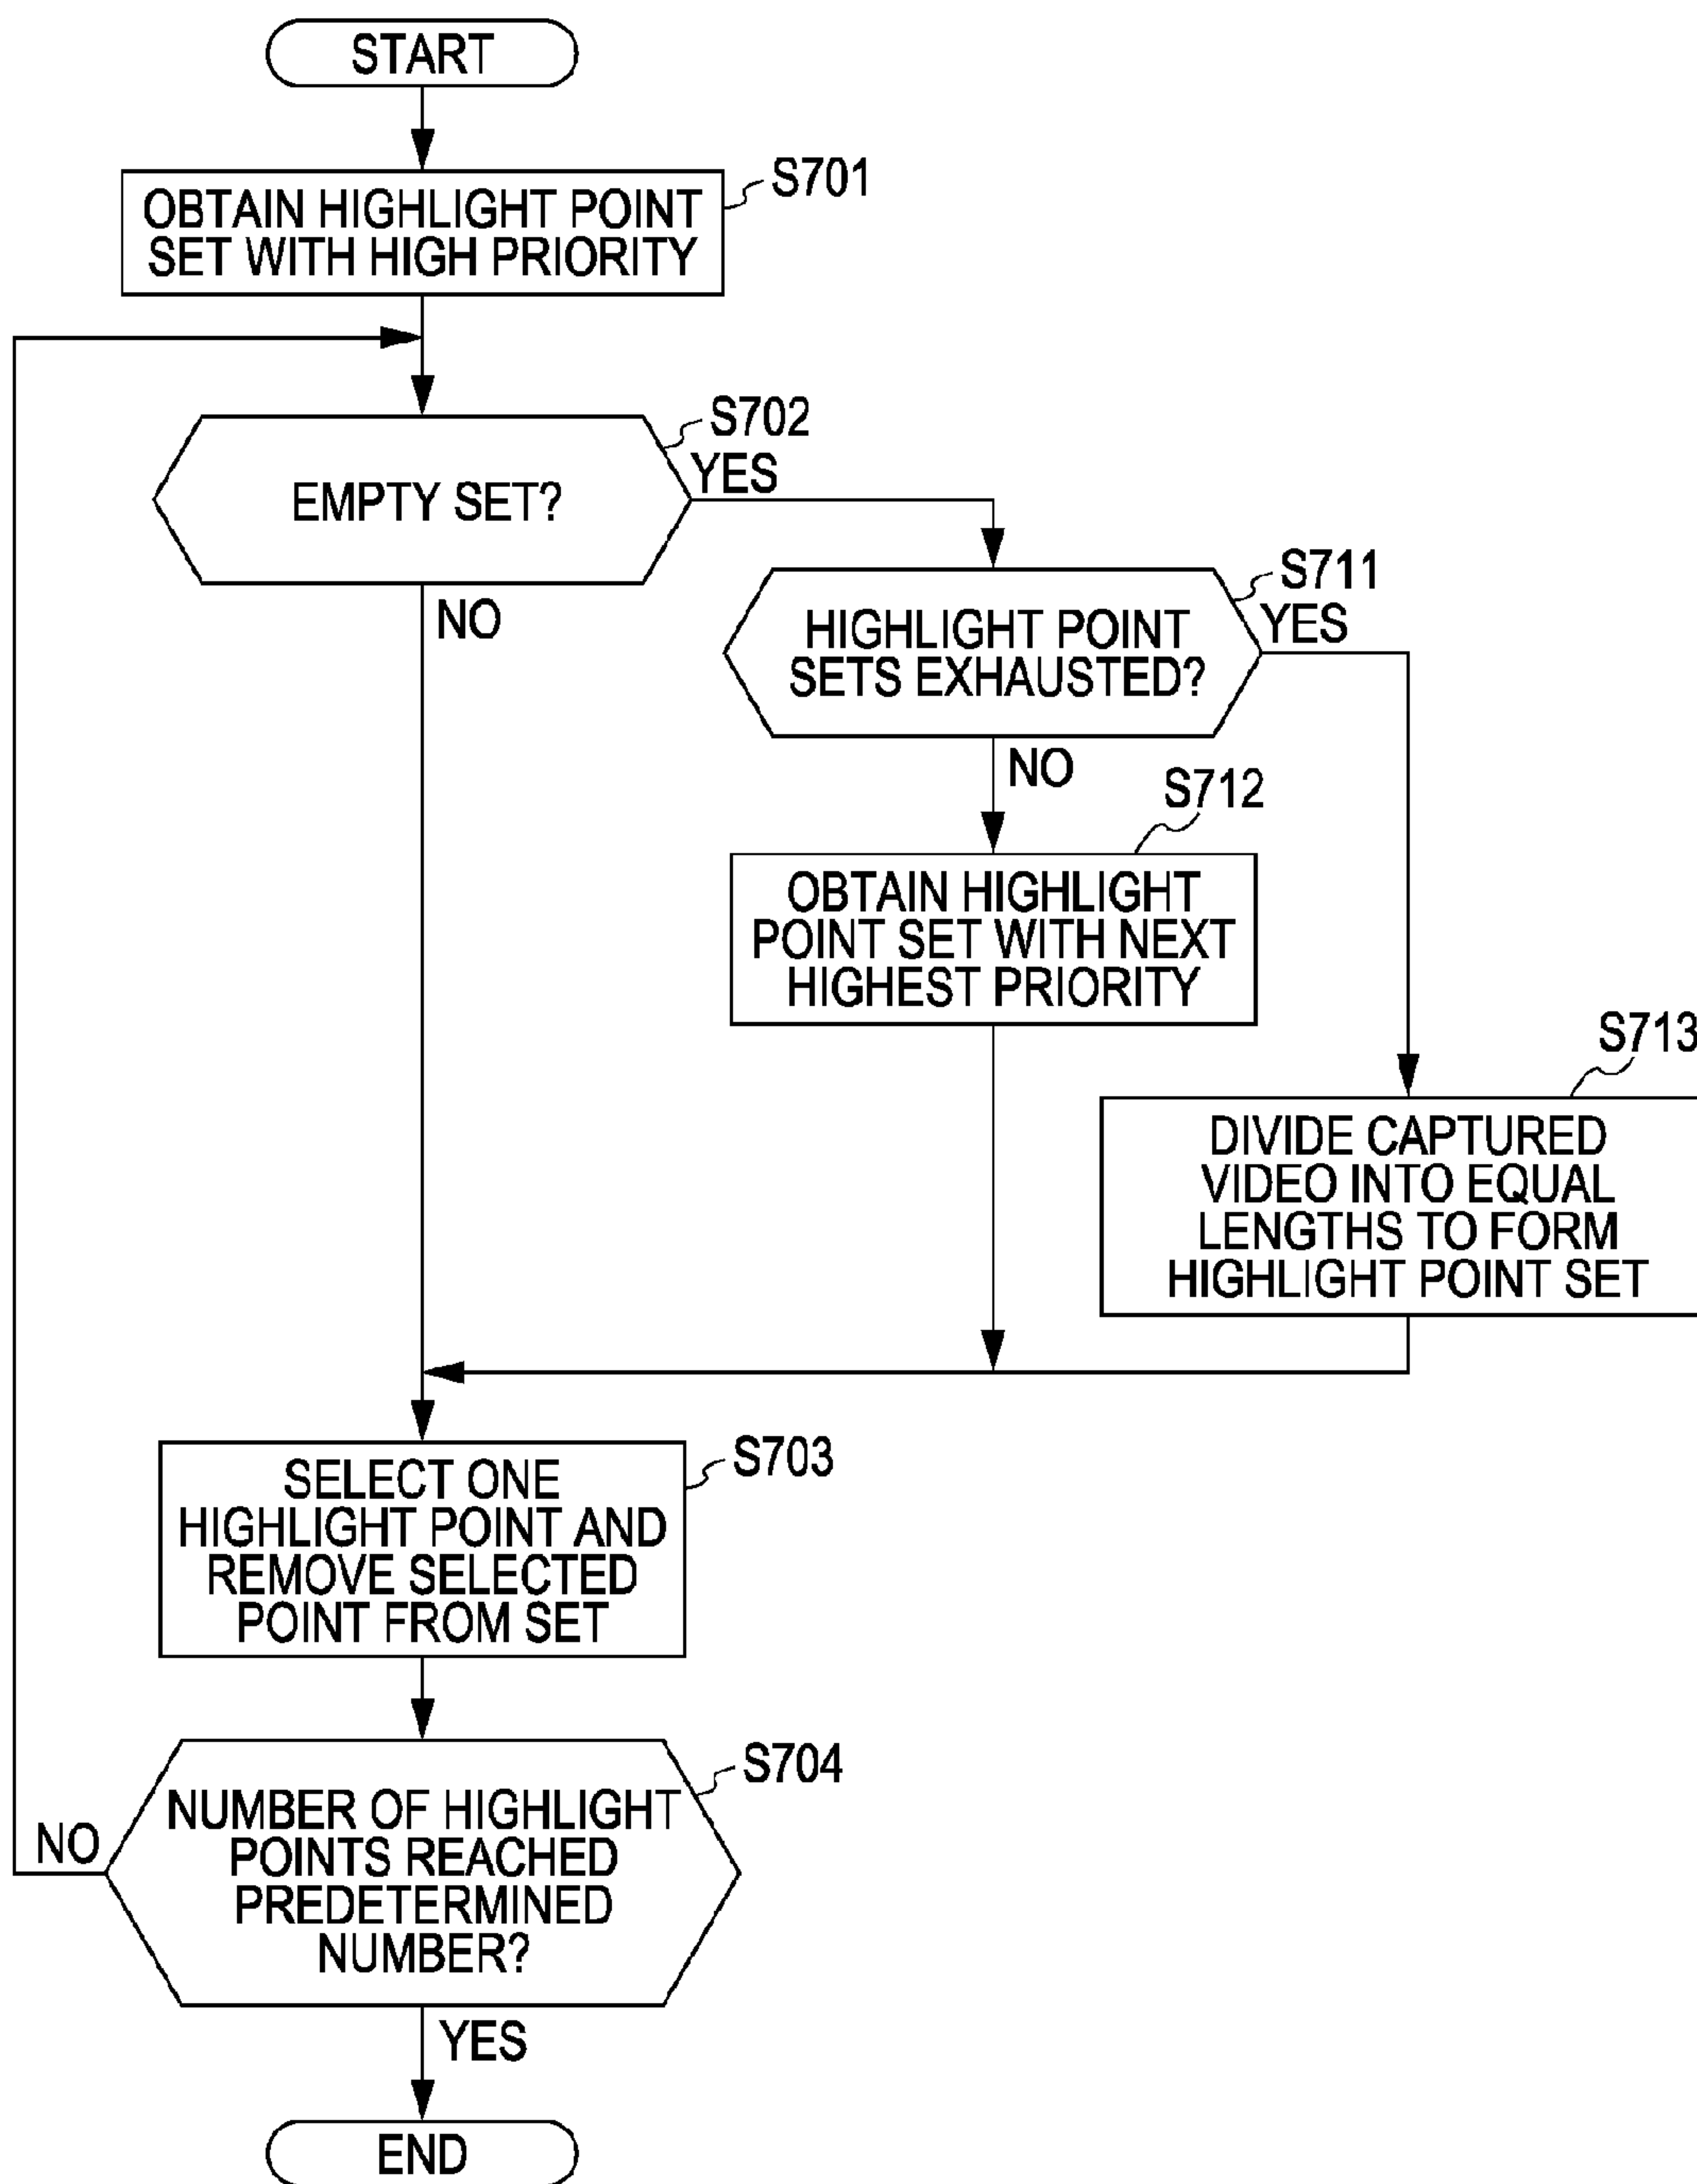 START
S701
OBTAIN HIGHLIGHT POINT
SET WITH HIGH PRIORITY
S702
YES
EMPTY SET?
NO
S711
YES
HIGHLIGHT POINT
SETS EXHAUSTED?
NO
S712
OBTAIN HIGHLIGHT
POINT SET WITH NEXT
HIGHEST PRIORITY
S713
DIVIDE CAPTURED
VIDEO INTO EQUAL
LENGTHS TO FORM
HIGHLIGHT POINT SET
S703
SELECT ONE
HIGHLIGHT POINT AND
REMOVE SELECTED
POINT FROM SET
S704
NUMBER OF HIGHLIGHT
POINTS REACHED
PREDETERMINED
NUMBER?
NO
YES
END